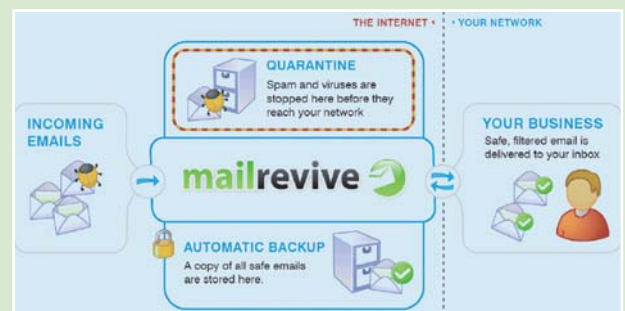 THE INTERNET
YOUR NETWORK
QUARANTINE
Spam and viruses are
stopped here before they
reach your network
INCOMING
EMAILS
mailrevive
YOUR BUSINESS
Safe, filtered email is
delivered to your inbox
AUTOMATIC BACKUP
A copy of all safe emails
are stored here.